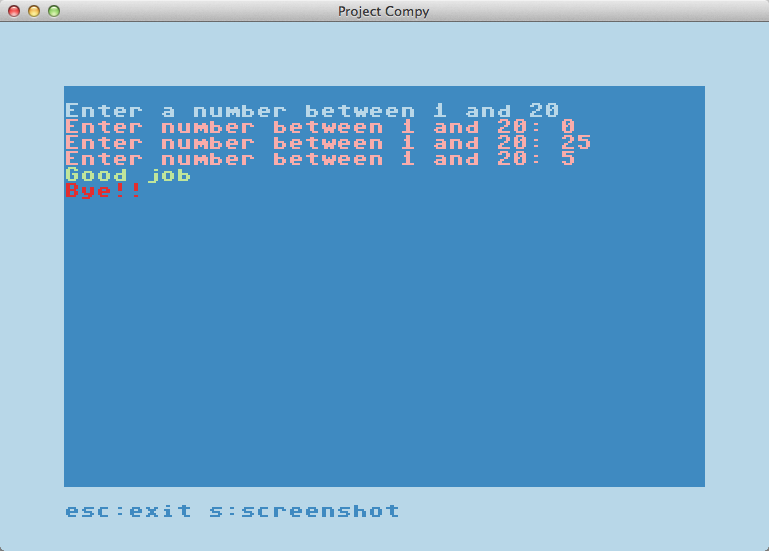 Project Compy
Enter a number between 1 and 20
Enter number between 1 and 20: 0
Enter number between 1 and 20: 25
Enter number between 1 and 20: 5
Good job
Bye!!
esc:exit s:screenshot